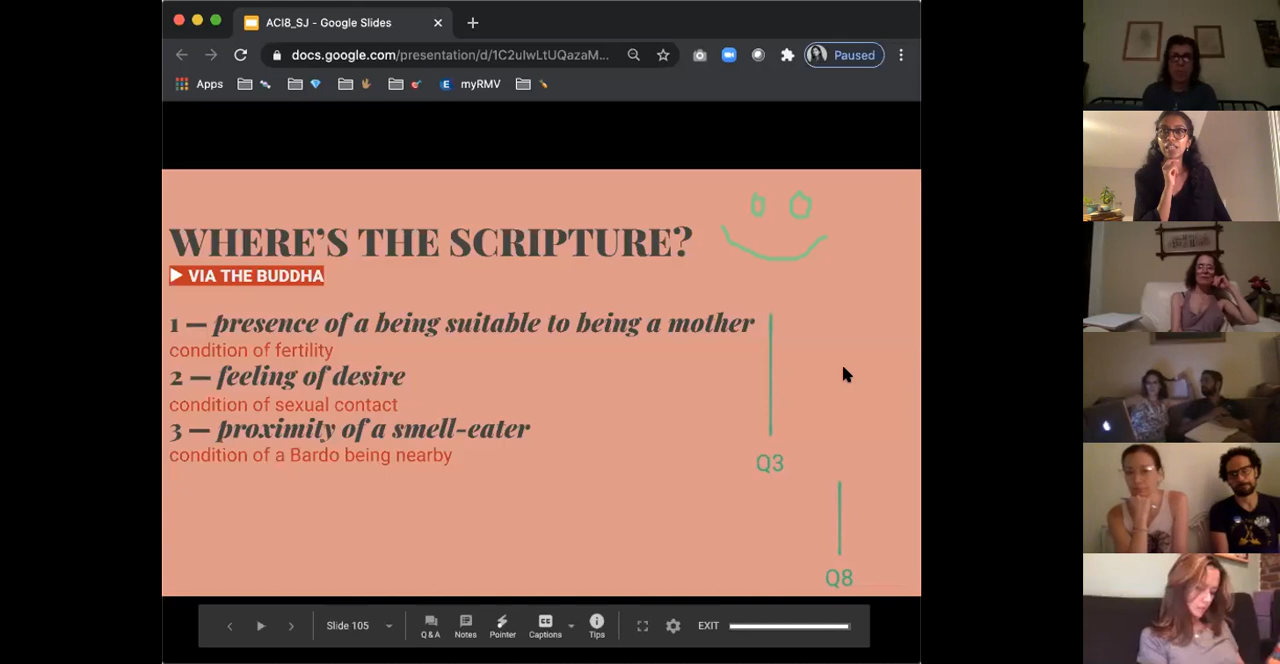 ACI8_SJ - Google Slides
docs.google.com/presentation/d/1C2uIwLtUQazaM...
Paused
Apps
E myRMV
WHERE'S THE SCRIPTURE?
▶ VIA THE BUDDHA
1 — presence of a being suitable to being a mother
condition of fertility
2 — feeling of desire
condition of sexual contact
3 — proximity of a smell-eater
condition of a Bardo being nearby
Q3
Q8
Slide 105
Q&A
Notes
Pointer
Captions
Tips
EXIT